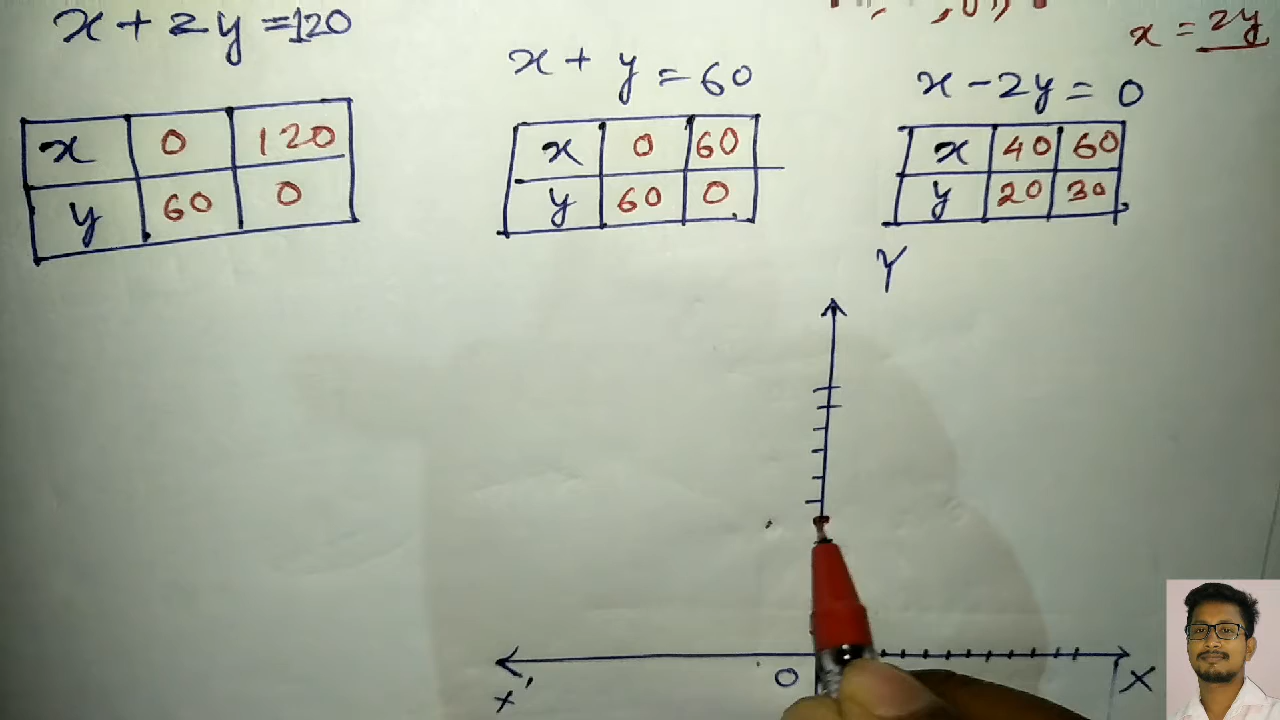 x + 2y = 120
x + y = 60
x - 2y = 0
x = 2y
x 0 120
y 60 0
x 0 60
y 60 0
x 40 60
y 20 30
Y
X'
O
X